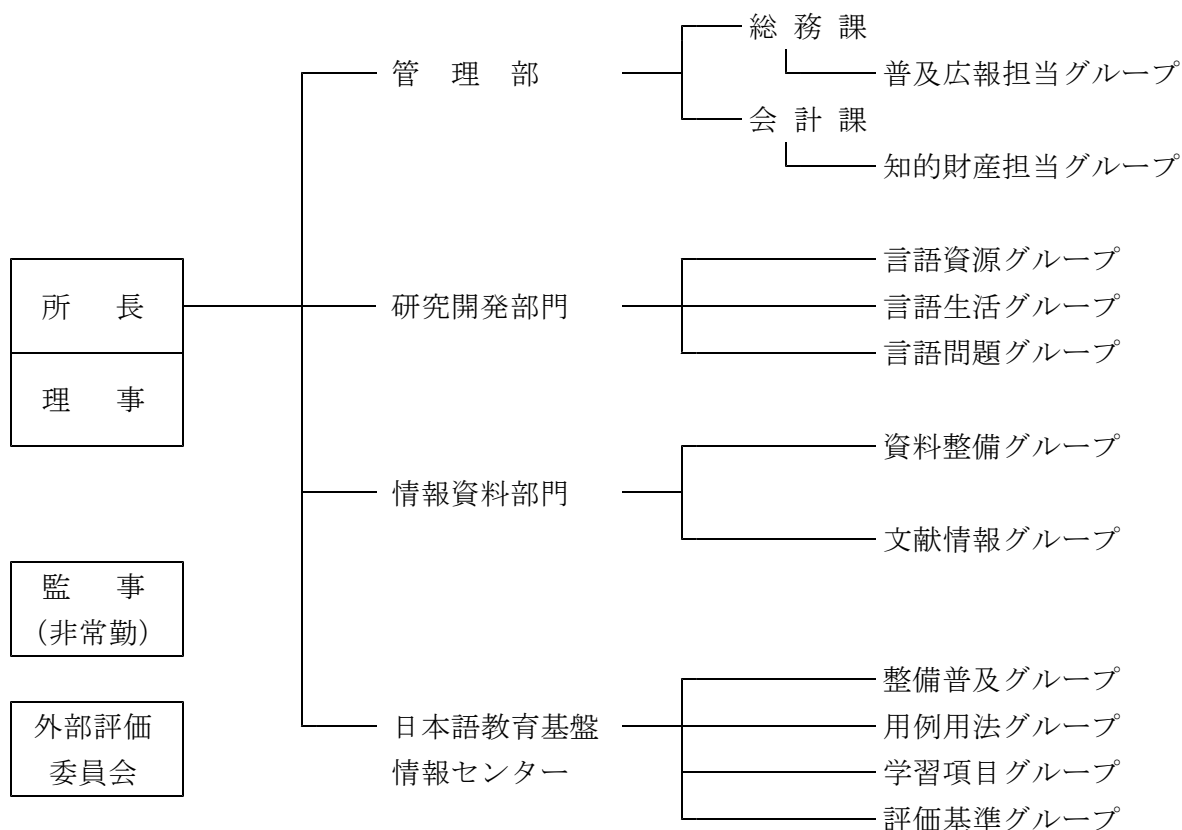 総 務 課
管 理 部
普及広報担当グループ
会 計 課
知的財産担当グループ
所 長
理 事
研究開発部門
言語資源グループ
言語生活グループ
言語問題グループ
情報資料部門
資料整備グループ
文献情報グループ
監 事
(非常勤)
外部評価
委員会
日本語教育基盤
情報センター
整備普及グループ
用例用法グループ
学習項目グループ
評価基準グループ